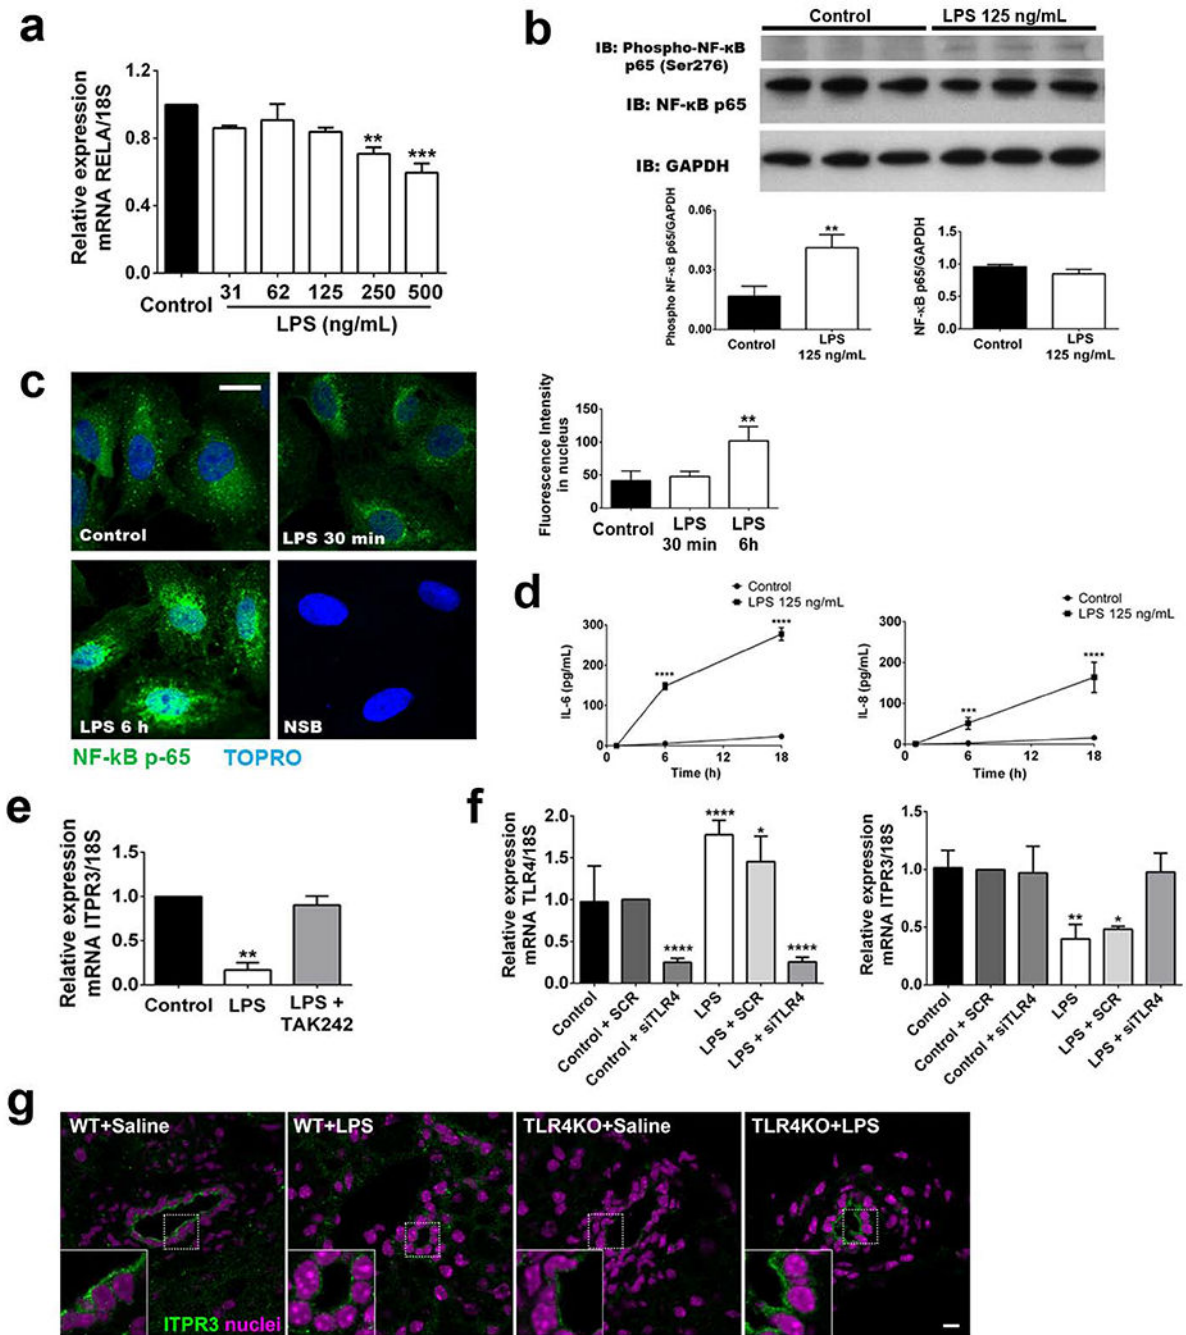 a
Relative expression
mRNA RELA/18S
1.2
0.8
0.4
0.0
**
***
Control
31 62 125 250 500
LPS (ng/mL)
b
Control LPS 125 ng/mL
IB: Phospho-NF-κB
p65 (Ser276)
IB: NF-κB p65
IB: GAPDH
Phospho NF-κB p65/GAPDH
0.06
0.03
0.00
**
Control LPS
125 ng/mL
NF-κB p65/GAPDH
1.5
1.0
0.5
0.0
Control LPS
125 ng/mL
c
Control
LPS 30 min
LPS 6 h
NSB
NF-kB p-65 TOPRO
Fluorescence Intensity
in nucleus
150
100
50
0
**
Control LPS LPS
30 min 6h
d
Control
LPS 125 ng/mL
IL-6 (pg/mL)
300
200
100
0
****
****
0 6 12 18
Time (h)
Control
LPS 125 ng/mL
IL-8 (pg/mL)
300
200
100
0
***
****
0 6 12 18
Time (h)
e
Relative expression
mRNA ITPR3/18S
1.5
1.0
0.5
0.0
**
Control LPS LPS +
TAK242
f
Relative expression
mRNA TLR4/18S
2.0
1.5
1.0
0.5
0.0
****
****
*
****
Control
Control + SCR
Control + siTLR4
LPS
LPS + SCR
LPS + siTLR4
Relative expression
mRNA ITPR3/18S
1.5
1.0
0.5
0.0
**
*
Control
Control + SCR
Control + siTLR4
LPS
LPS + SCR
LPS + siTLR4
g
WT+Saline
WT+LPS
TLR4KO+Saline
TLR4KO+LPS
ITPR3 nuclei